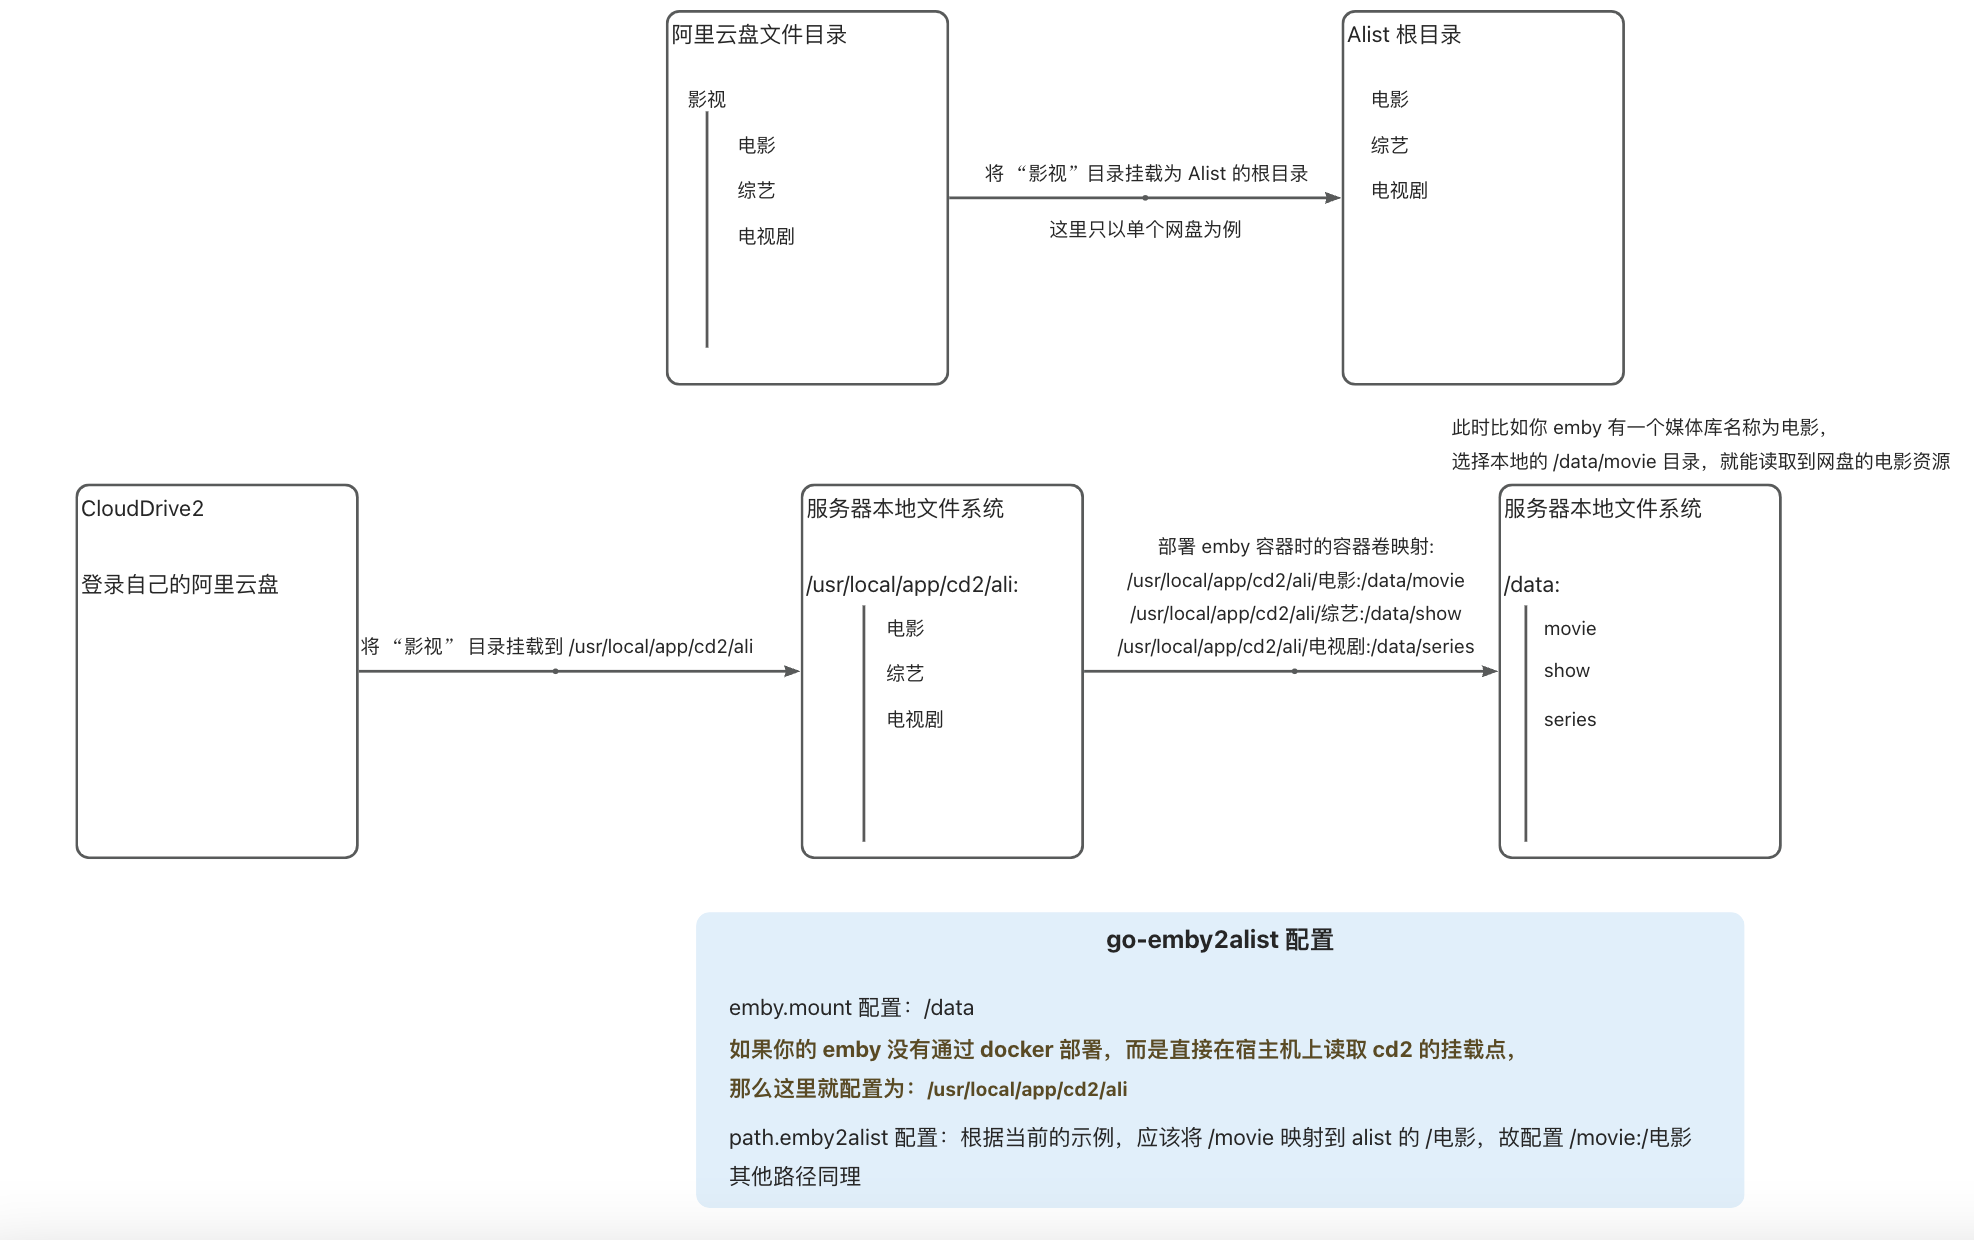 阿里云盘文件目录
影视
电影
综艺
电视剧
将 “影视”目录挂载为 Alist 的根目录
这里只以单个网盘为例
Alist 根目录
电影
综艺
电视剧
此时比如你 emby 有一个媒体库名称为电影，
选择本地的 /data/movie 目录，就能读取到网盘的电影资源
CloudDrive2
登录自己的阿里云盘
将 “影视” 目录挂载到 /usr/local/app/cd2/ali
服务器本地文件系统
/usr/local/app/cd2/ali:
电影
综艺
电视剧
部署 emby 容器时的容器卷映射:
/usr/local/app/cd2/ali/电影:/data/movie
/usr/local/app/cd2/ali/综艺:/data/show
/usr/local/app/cd2/ali/电视剧:/data/series
服务器本地文件系统
/data:
movie
show
series
go-emby2alist 配置
emby.mount 配置：/data
如果你的 emby 没有通过 docker 部署，而是直接在宿主机上读取 cd2 的挂载点，
那么这里就配置为：/usr/local/app/cd2/ali
path.emby2alist 配置：根据当前的示例，应该将 /movie 映射到 alist 的 /电影，故配置 /movie:/电影
其他路径同理